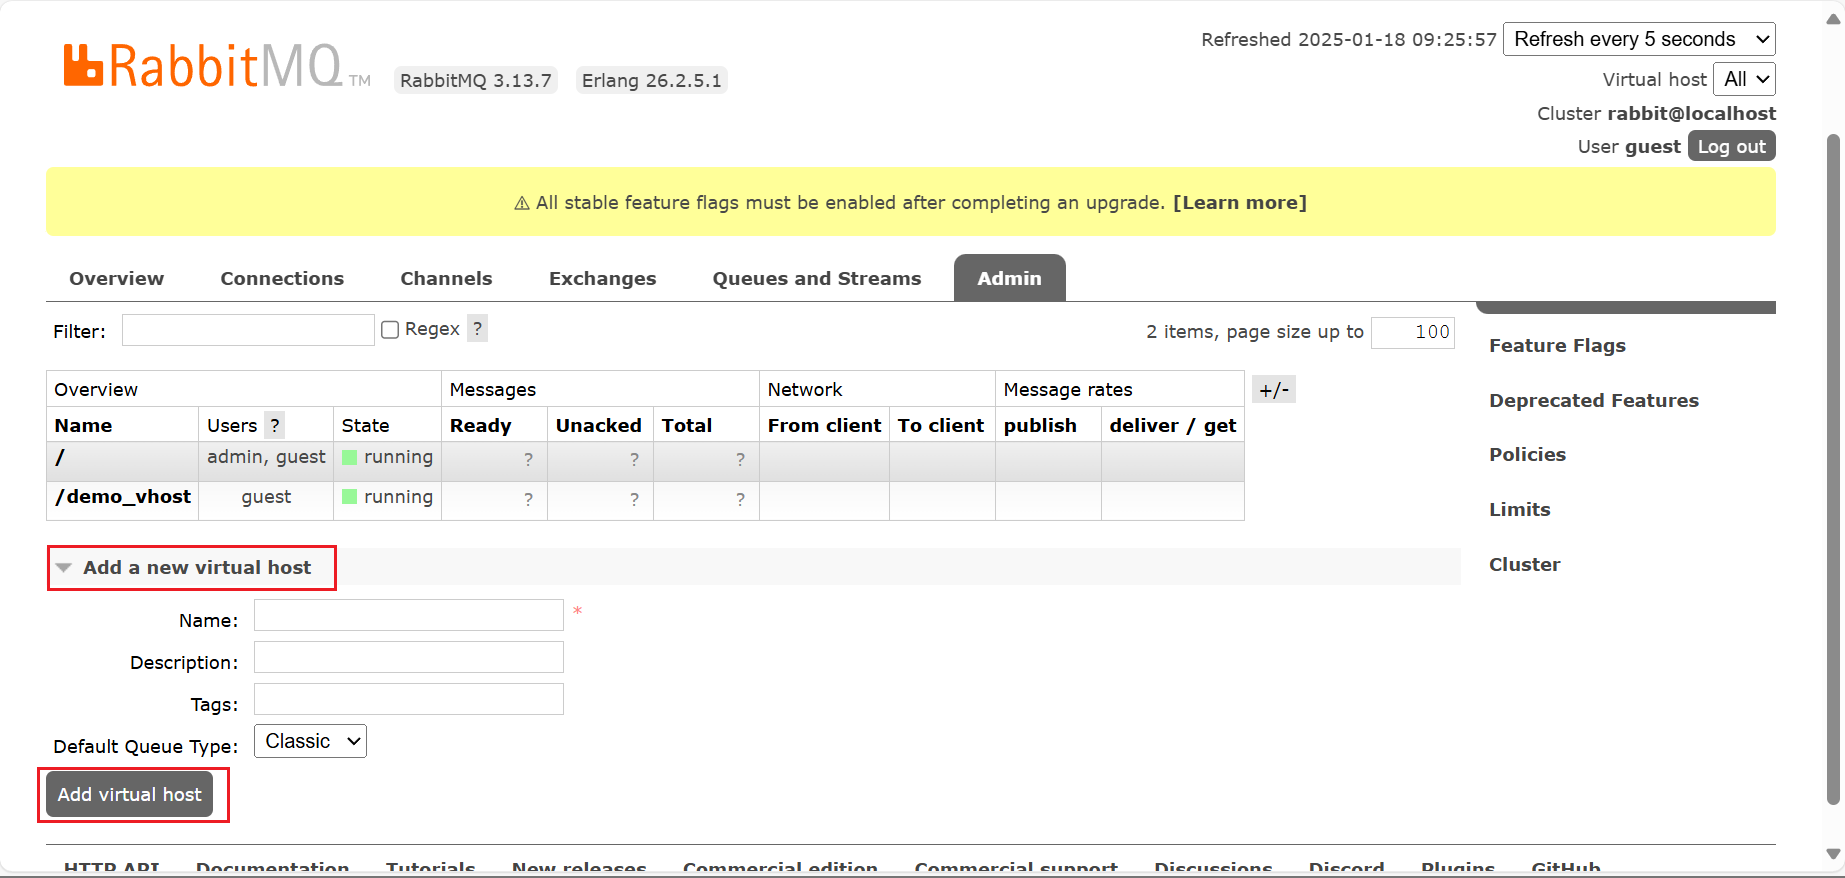 Refreshed 2025-01-18 09:25:57 Refresh every 5 seconds
RabbitMQ TM RabbitMQ 3.13.7 Erlang 26.2.5.1
Virtual host All
Cluster rabbit@localhost
User guest Log out
⚠ All stable feature flags must be enabled after completing an upgrade. [Learn more]
Overview Connections Channels Exchanges Queues and Streams Admin
Filter: Regex ? 2 items, page size up to 100
Overview Messages Network Message rates +/-
Name Users ? State Ready Unacked Total From client To client publish deliver / get
/ admin, guest running ? ? ?
/demo_vhost guest running ? ? ?
Add a new virtual host
Name: *
Description:
Tags:
Default Queue Type: Classic
Add virtual host
Feature Flags
Deprecated Features
Policies
Limits
Cluster
HTTP API Documentation Tutorials New releases Commercial edition Commercial support Discussions Discord Plugins GitHub